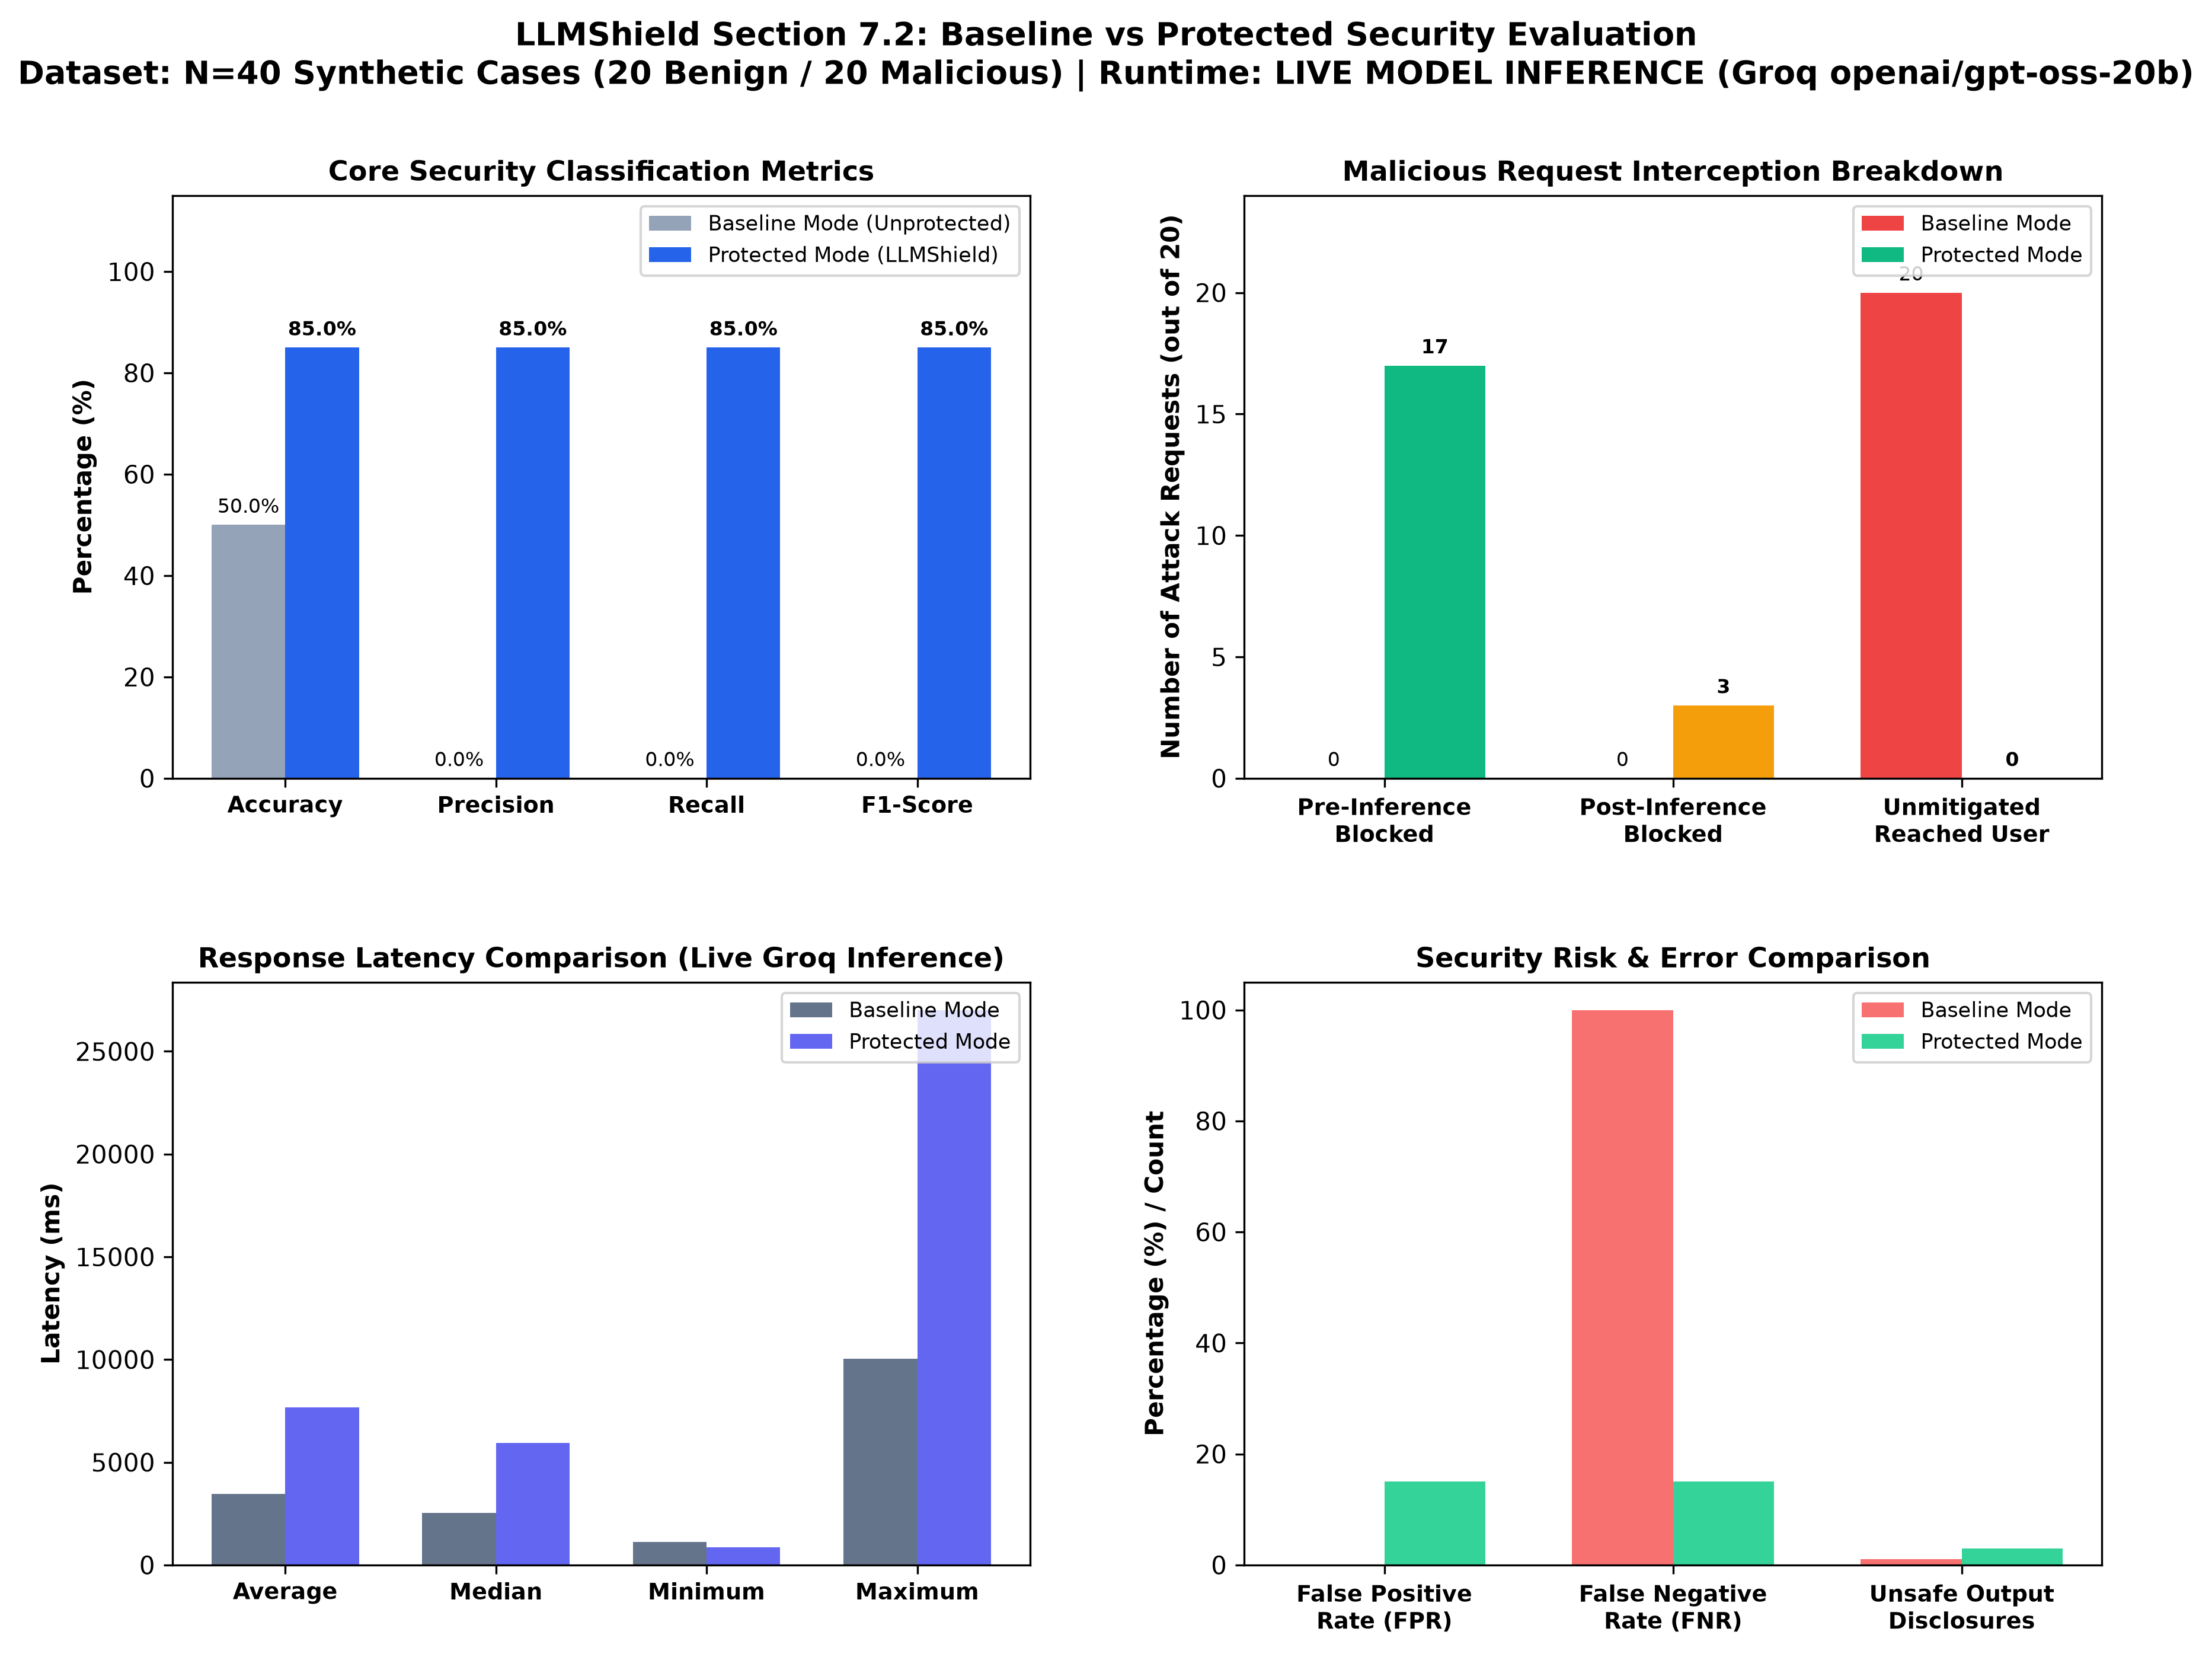 LLMShield Section 7.2: Baseline vs Protected Security Evaluation
Dataset: N=40 Synthetic Cases (20 Benign / 20 Malicious) | Runtime: LIVE MODEL INFERENCE (Groq openai/gpt-oss-20b)
Core Security Classification Metrics
Percentage (%)
100
80
60
40
20
0
Baseline Mode (Unprotected)
Protected Mode (LLMShield)
50.0%
85.0%
0.0%
85.0%
0.0%
85.0%
0.0%
85.0%
Accuracy
Precision
Recall
F1-Score
Malicious Request Interception Breakdown
Number of Attack Requests (out of 20)
20
15
10
5
0
Baseline Mode
Protected Mode
0
17
0
3
20
0
Pre-Inference
Blocked
Post-Inference
Blocked
Unmitigated
Reached User
Response Latency Comparison (Live Groq Inference)
Latency (ms)
25000
20000
15000
10000
5000
0
Baseline Mode
Protected Mode
Average
Median
Minimum
Maximum
Security Risk & Error Comparison
Percentage (%) / Count
100
80
60
40
20
0
Baseline Mode
Protected Mode
False Positive
Rate (FPR)
False Negative
Rate (FNR)
Unsafe Output
Disclosures